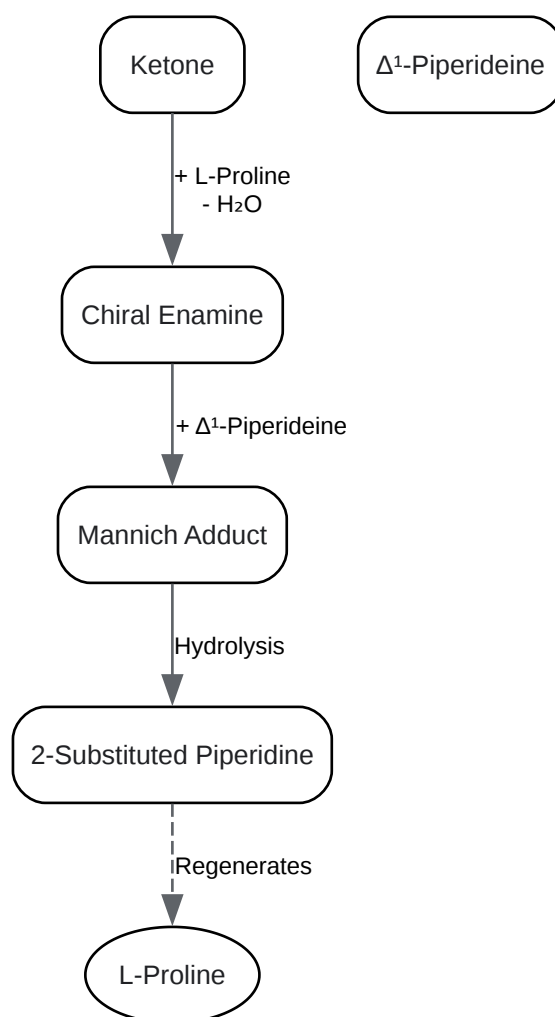 Ketone
Δ¹-Piperideine
+ L-Proline
- H₂O
Chiral Enamine
+ Δ¹-Piperideine
Mannich Adduct
Hydrolysis
2-Substituted Piperidine
Regenerates
L-Proline